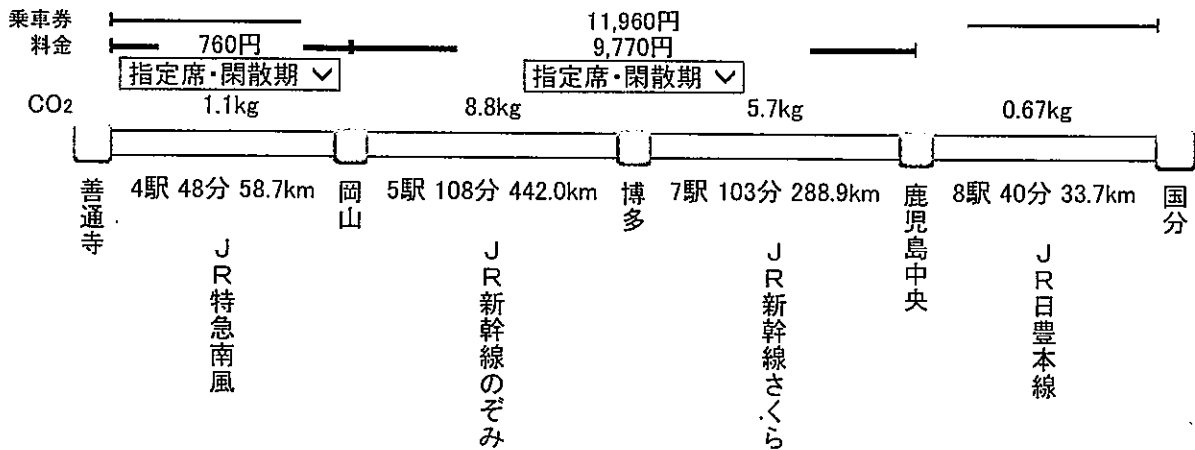 乗車券 11,960円
料金 760円 9,770円
指定席・閑散期 指定席・閑散期
CO2 1.1kg 8.8kg 5.7kg 0.67kg
善通寺 4駅 48分 58.7km 岡山 5駅 108分 442.0km 博多 7駅 103分 288.9km 鹿児島中央 8駅 40分 33.7km 国分
JR特急南風
JR新幹線のぞみ
JR新幹線さくら
JR日豊本線